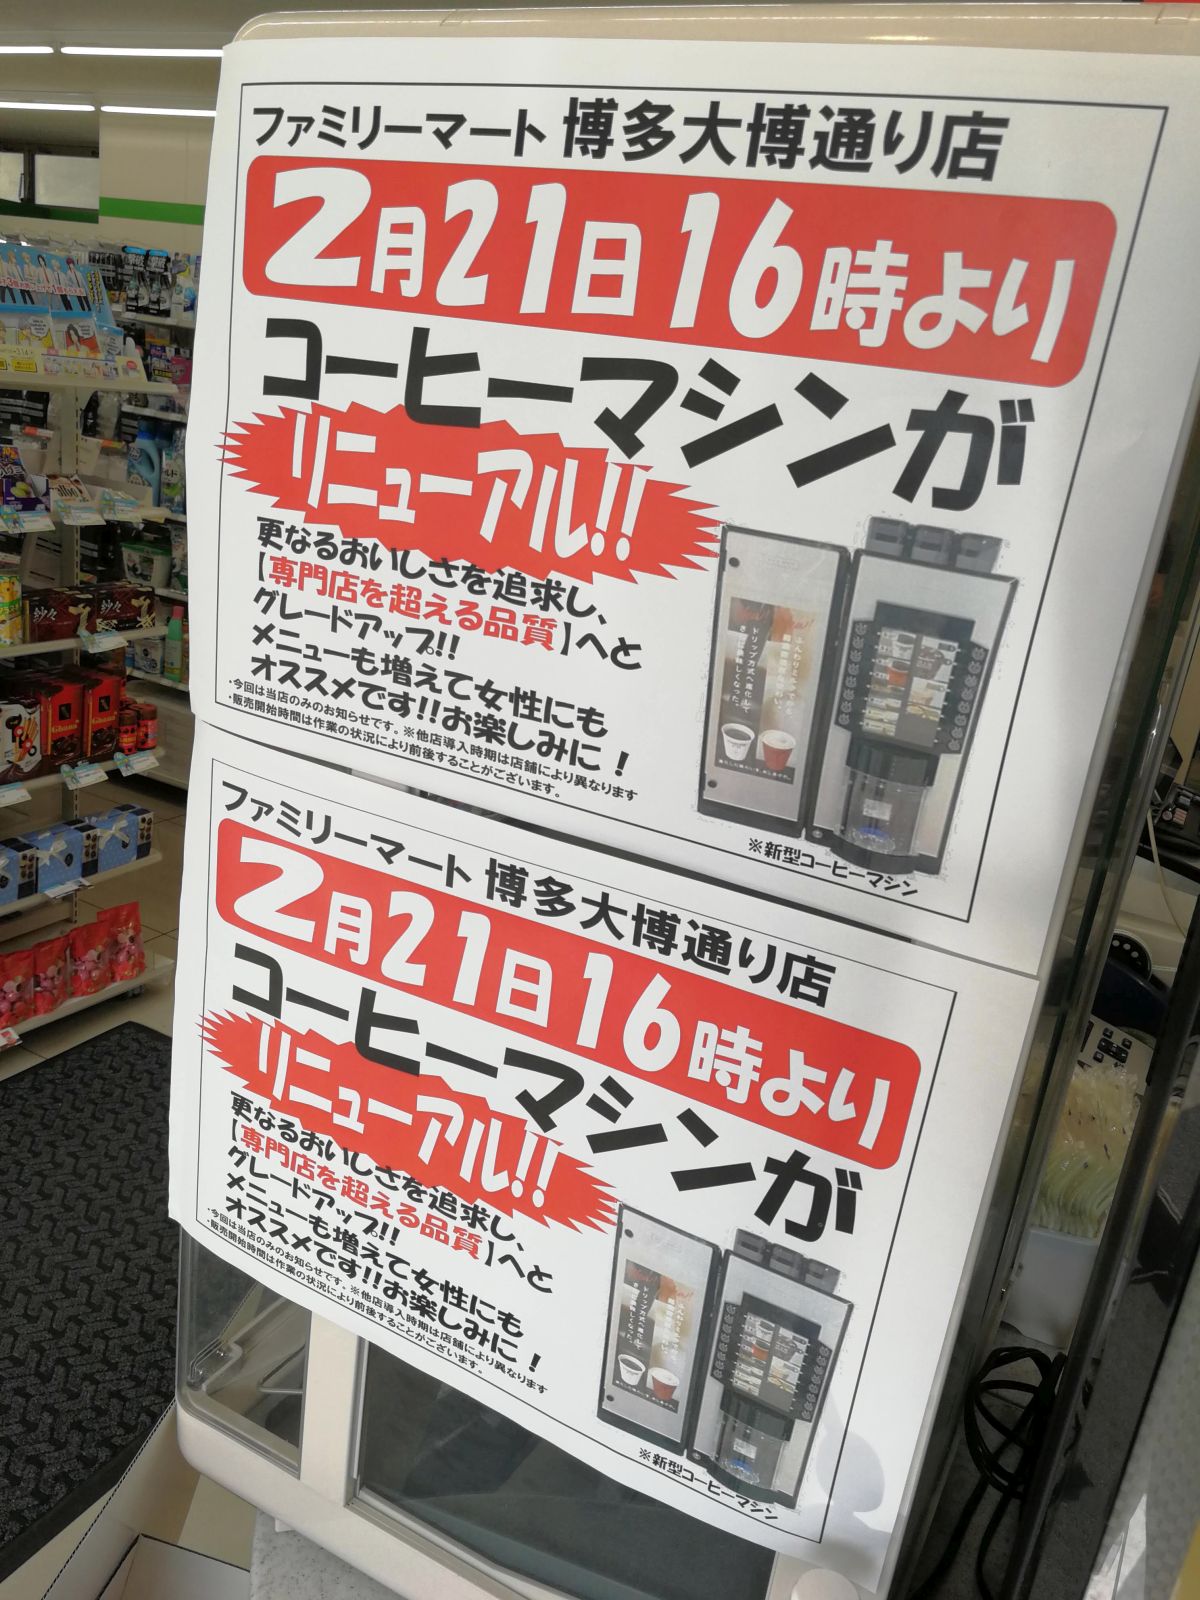 ファミリーマート 博多大博通り店
2月21日16時より
コーヒーマシンが
リニューアル!!
更なるおいしさを追求し、
【専門店を超える品質】へと
グレードアップ!!
メニューも増えて女性にも
オススメです!!お楽しみに!
・今回は当店のみのお知らせです。※他店導入時期は店舗により異なります
・販売開始時間は作業の状況により前後することがございます。
※新型コーヒーマシン
ファミリーマート 博多大博通り店
2月21日16時より
コーヒーマシンが
リニューアル!!
更なるおいしさを追求し、
【専門店を超える品質】へと
グレードアップ!!
メニューも増えて女性にも
オススメです!!お楽しみに!
・今回は当店のみのお知らせです。※他店導入時期は店舗により異なります
・販売開始時間は作業の状況により前後することがございます。
※新型コーヒーマシン
Ghana